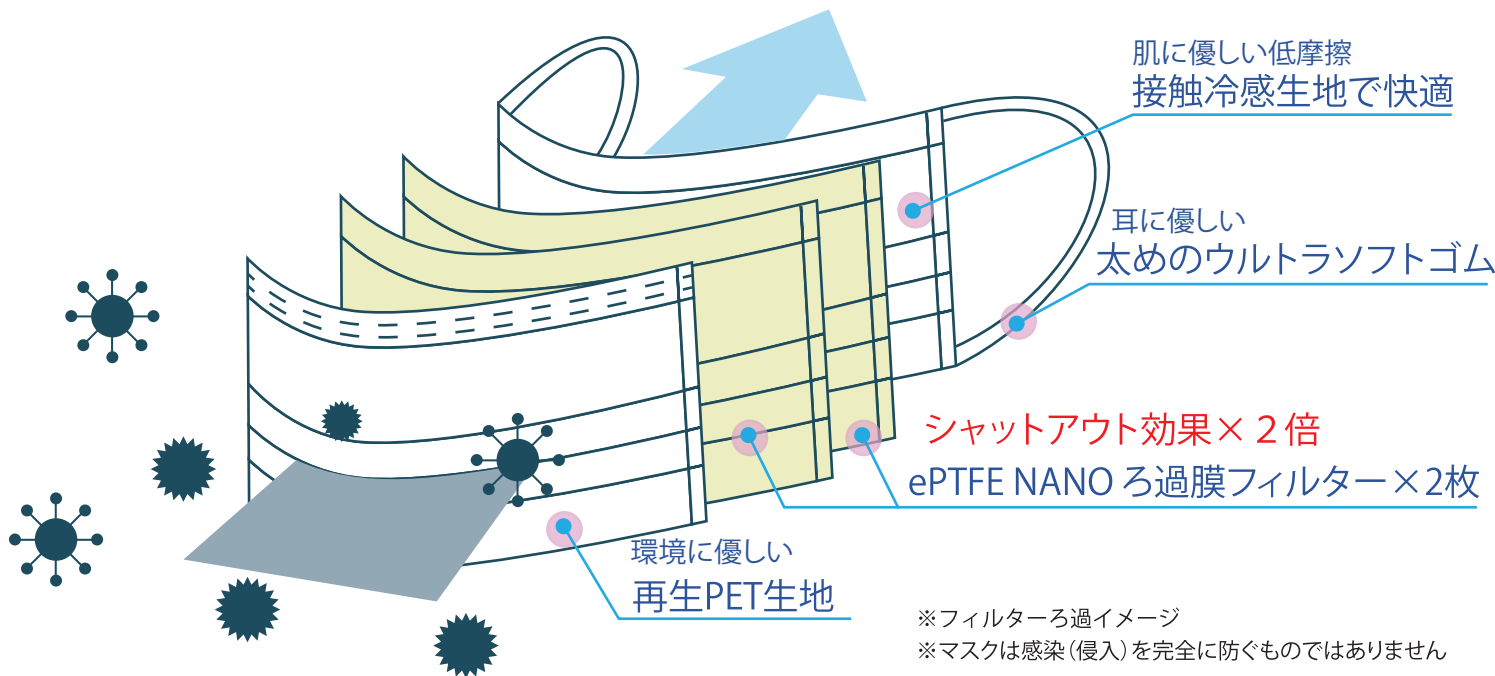 肌に優しい低摩擦
接触冷感生地で快適
耳に優しい
太めのウルトラソフトゴム
シャットアウト効果×２倍
ePTFE NANO ろ過膜フィルター×2枚
環境に優しい
再生PET生地
※フィルターろ過イメージ
※マスクは感染（侵入）を完全に防ぐものではありません